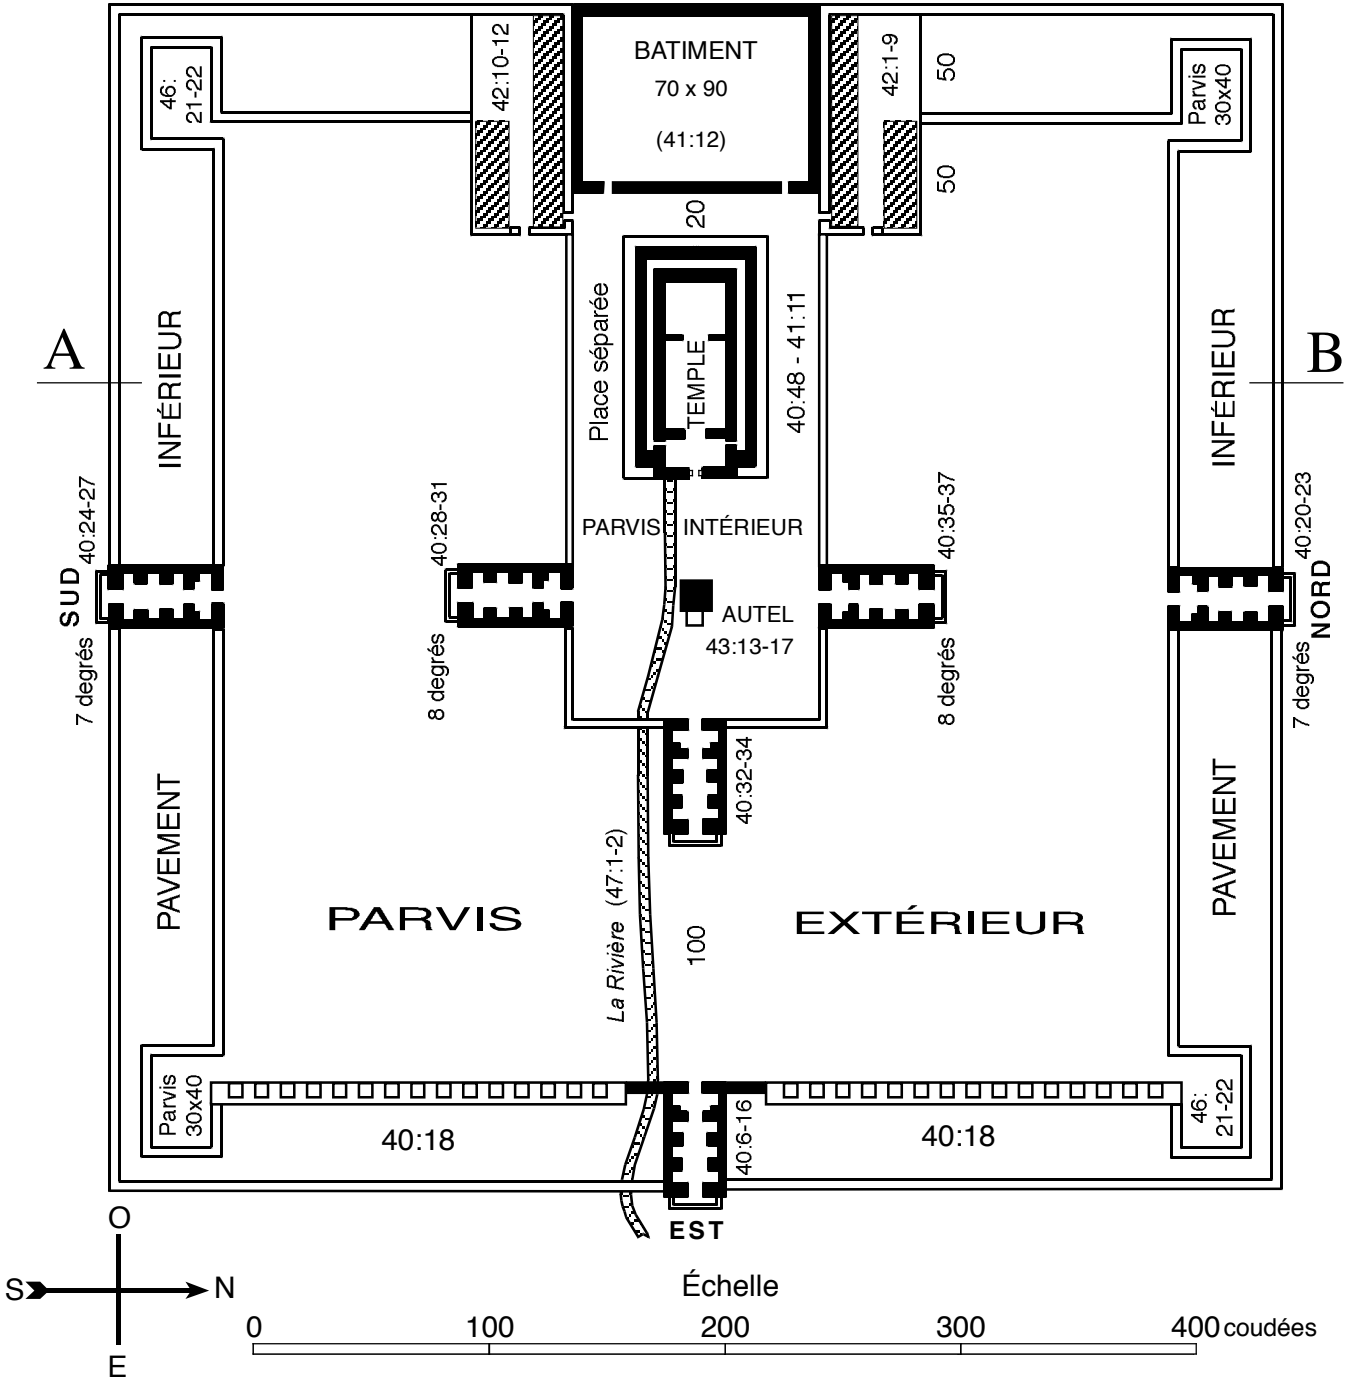 42:10-12
BATIMENT
70 x 90
(41:12)
42:1-9
50
46:
21-22
Parvis
30x40
50
20
Place séparée
TEMPLE
40:48 - 41:11
A
B
INFÉRIEUR
INFÉRIEUR
40:24-27
40:28-31
40:35-37
40:20-23
PARVIS INTÉRIEUR
SUD
NORD
AUTEL
43:13-17
7 degrés
8 degrés
8 degrés
7 degrés
40:32-34
PAVEMENT
PAVEMENT
La Rivière (47:1-2)
PARVIS
EXTÉRIEUR
100
Parvis
30x40
46:
21-22
40:18
40:6-16
40:18
EST
O
S
N
E
Échelle
0 100 200 300 400 coudées